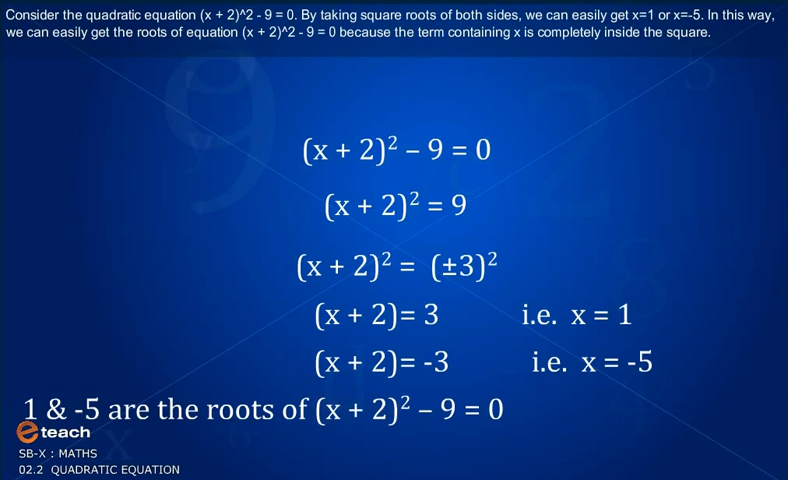 Consider the quadratic equation (x + 2)^2 - 9 = 0. By taking square roots of both sides, we can easily get x=1 or x=-5. In this way,
we can easily get the roots of equation (x + 2)^2 - 9 = 0 because the term containing x is completely inside the square.
(x + 2)² – 9 = 0
(x + 2)² = 9
(x + 2)² = (±3)²
(x + 2)= 3 i.e. x = 1
(x + 2)= -3 i.e. x = -5
1 & -5 are the roots of (x + 2)² – 9 = 0
eteach
SB-X : MATHS
02.2 QUADRATIC EQUATION